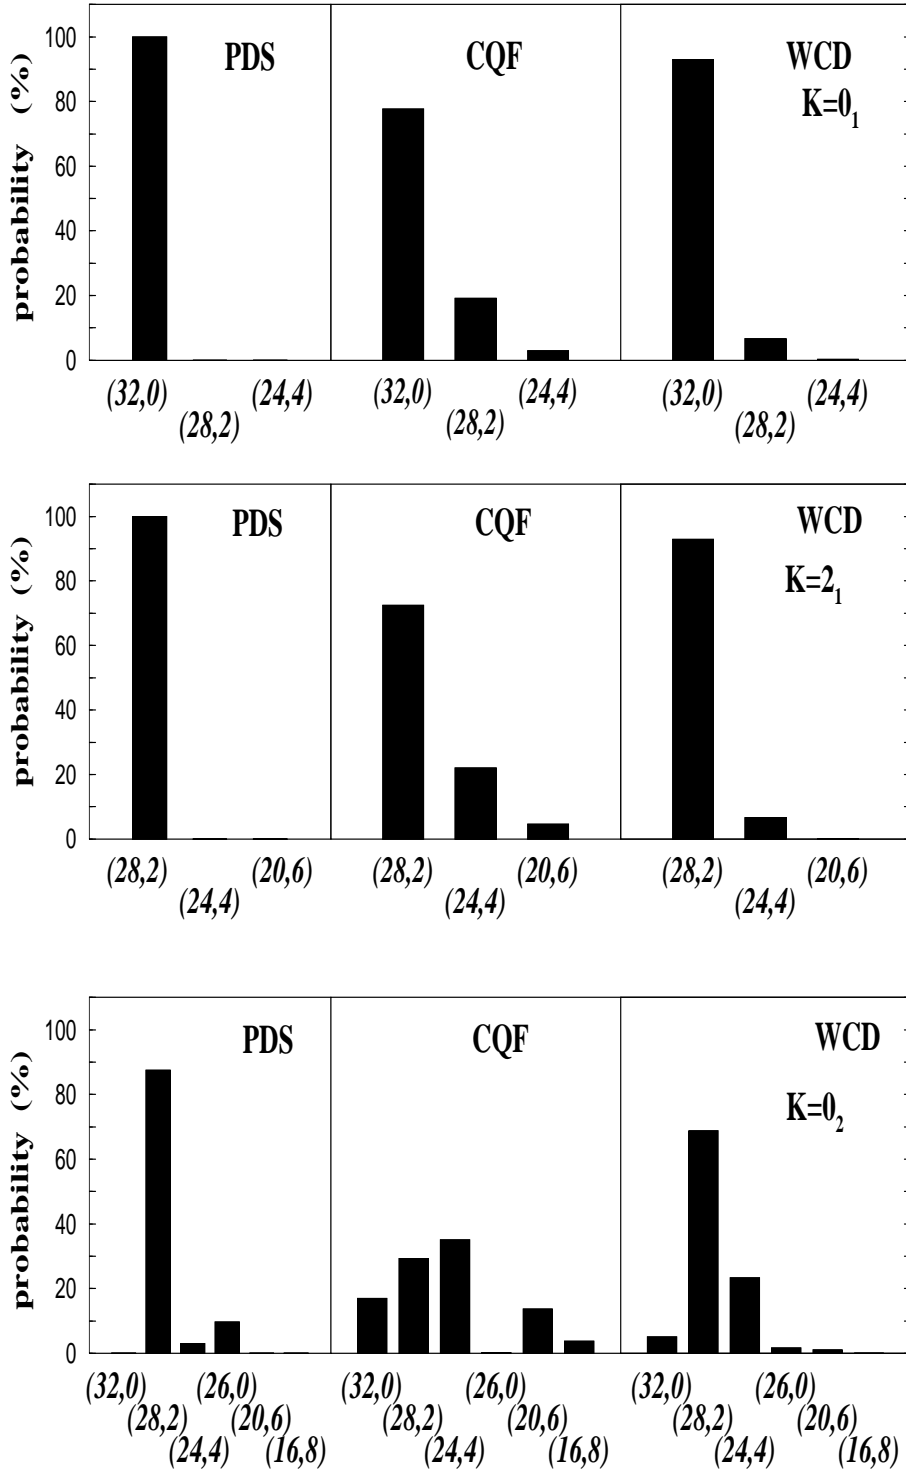 PDS CQF WCD
K=0₁
probability (%)
100
80
60
40
20
0
(32,0) (24,4) (32,0) (24,4) (32,0) (24,4)
(28,2) (28,2) (28,2)
PDS CQF WCD
K=2₁
probability (%)
100
80
60
40
20
0
(28,2) (20,6) (28,2) (20,6) (28,2) (20,6)
(24,4) (24,4) (24,4)
PDS CQF WCD
K=0₂
probability (%)
100
80
60
40
20
0
(32,0) (26,0) (32,0) (26,0) (32,0) (26,0)
(28,2) (20,6) (28,2) (20,6) (28,2) (20,6)
(24,4) (16,8) (24,4) (16,8) (24,4) (16,8)